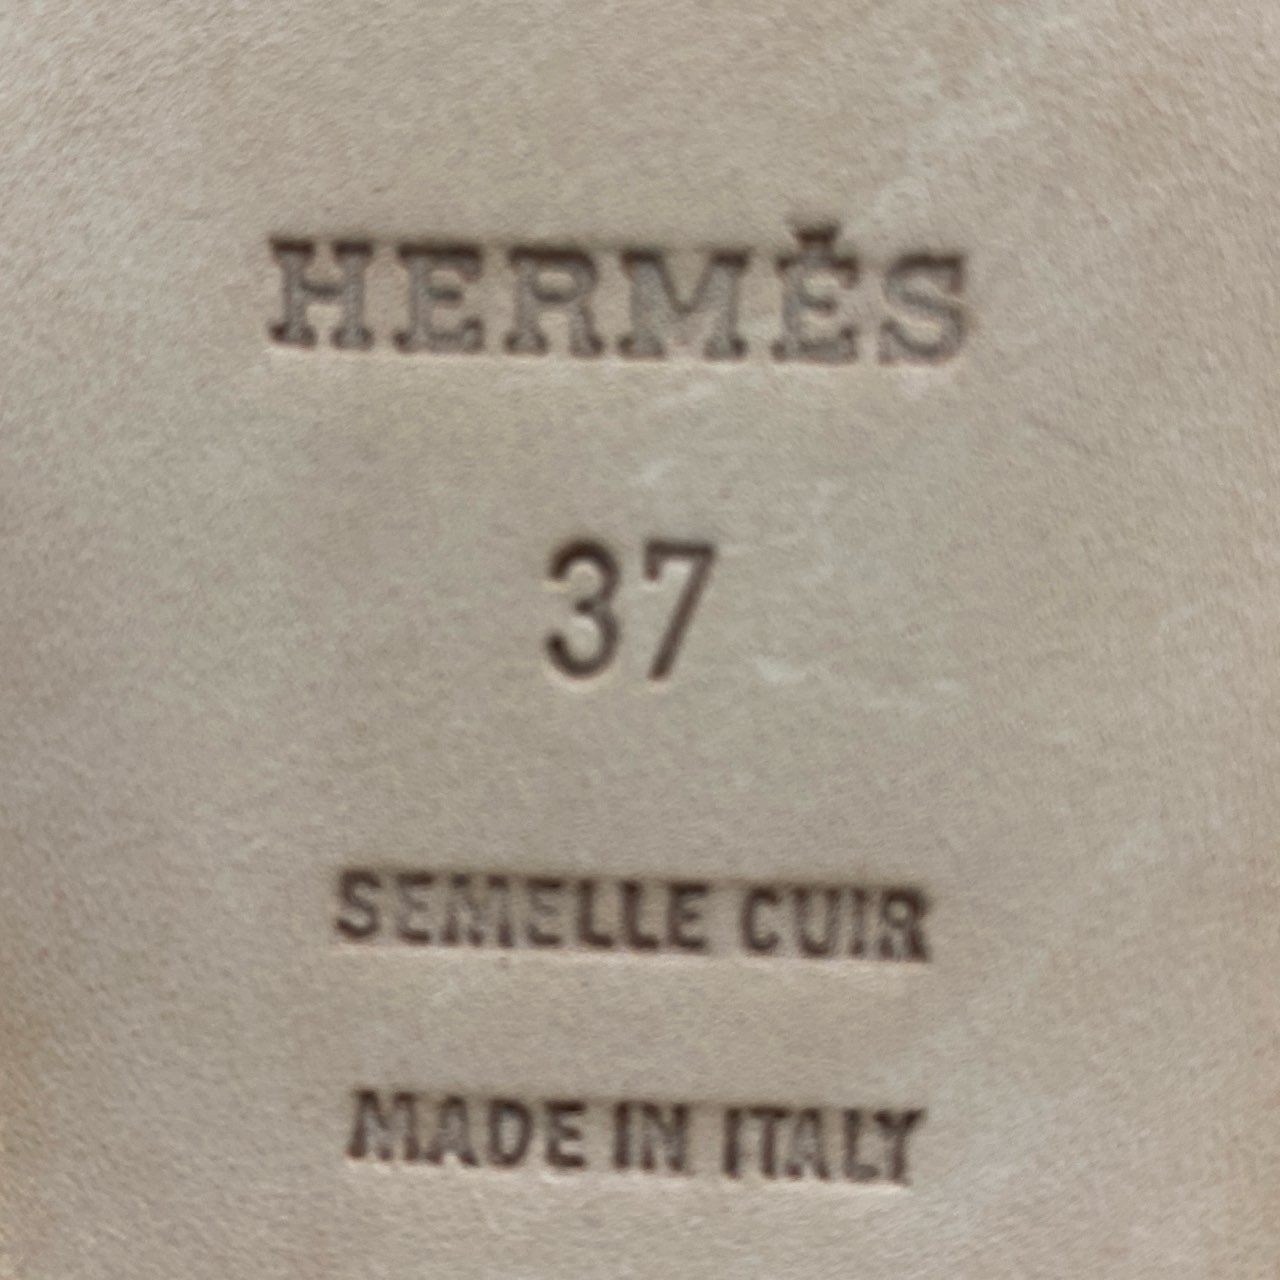 HERMÈS
37
SEMELLE CUIR
MADE IN ITALY